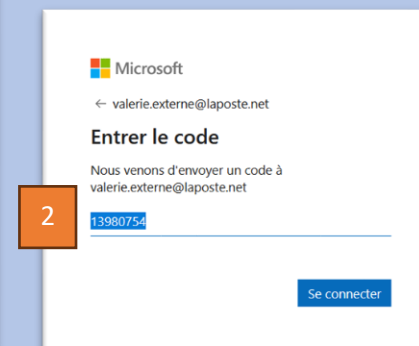 Microsoft
← valerie.externe@laposte.net
Entrer le code
Nous venons d'envoyer un code à
valerie.externe@laposte.net
2
13980754
Se connecter